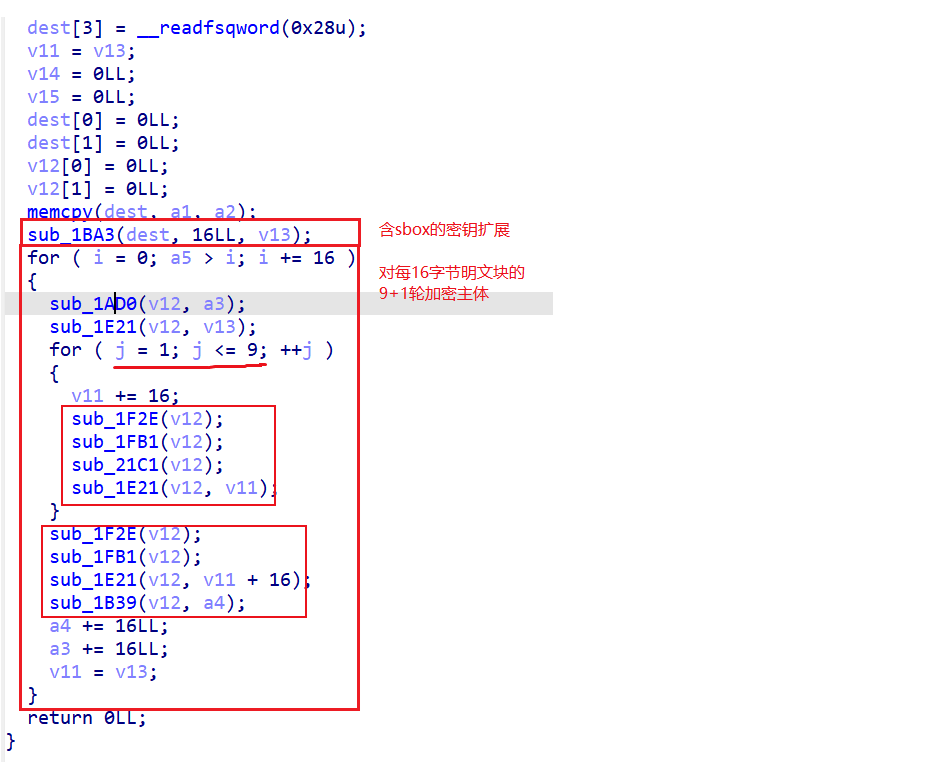 dest[3] = __readfsqword(0x28u);
v11 = v13;
v14 = 0LL;
v15 = 0LL;
dest[0] = 0LL;
dest[1] = 0LL;
v12[0] = 0LL;
v12[1] = 0LL;
memcpy(dest, a1, a2);
sub_1BA3(dest, 16LL, v13);
含sbox的密钥扩展
for ( i = 0; a5 > i; i += 16 )
{
对每16字节明文块的
9+1轮加密主体
sub_1AD0(v12, a3);
sub_1E21(v12, v13);
for ( j = 1; j <= 9; ++j )
{
v11 += 16;
sub_1F2E(v12);
sub_1FB1(v12);
sub_21C1(v12);
sub_1E21(v12, v11);
}
sub_1F2E(v12);
sub_1FB1(v12);
sub_1E21(v12, v11 + 16);
sub_1B39(v12, a4);
a4 += 16LL;
a3 += 16LL;
v11 = v13;
}
return 0LL;
}